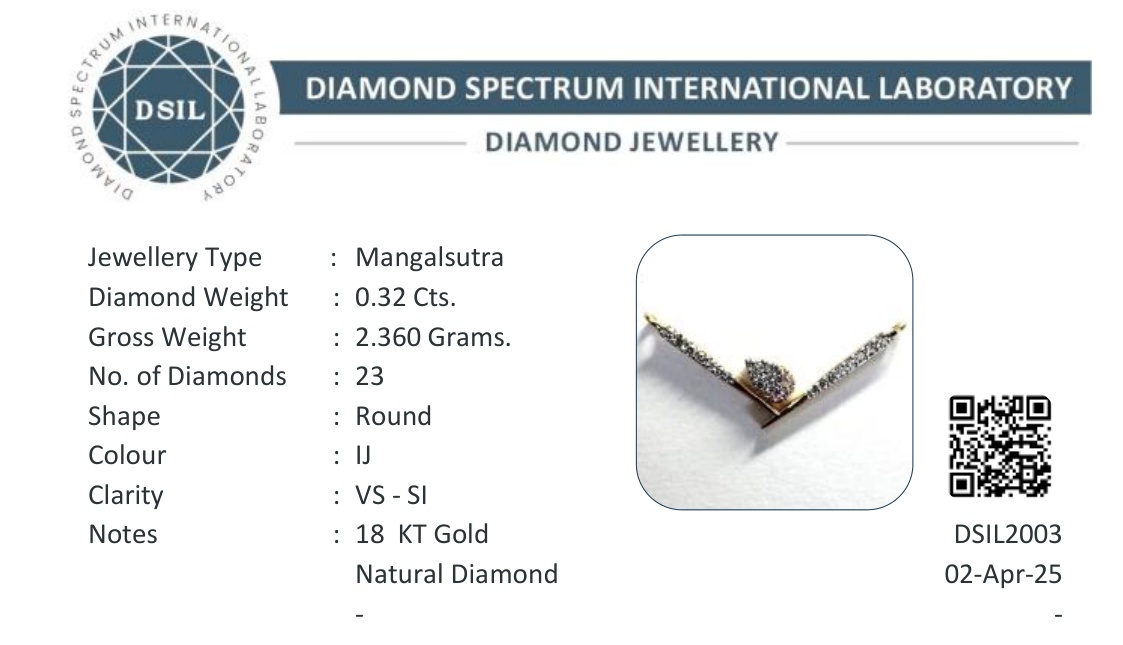 DIAMOND SPECTRUM INTERNATIONAL LABORATORY
DSIL
DIAMOND SPECTRUM INTERNATIONAL LABORATORY
DIAMOND JEWELLERY
Jewellery Type : Mangalsutra
Diamond Weight : 0.32 Cts.
Gross Weight : 2.360 Grams.
No. of Diamonds : 23
Shape : Round
Colour : IJ
Clarity : VS - SI
Notes : 18 KT Gold
Natural Diamond
-
DSIL2003
02-Apr-25
-